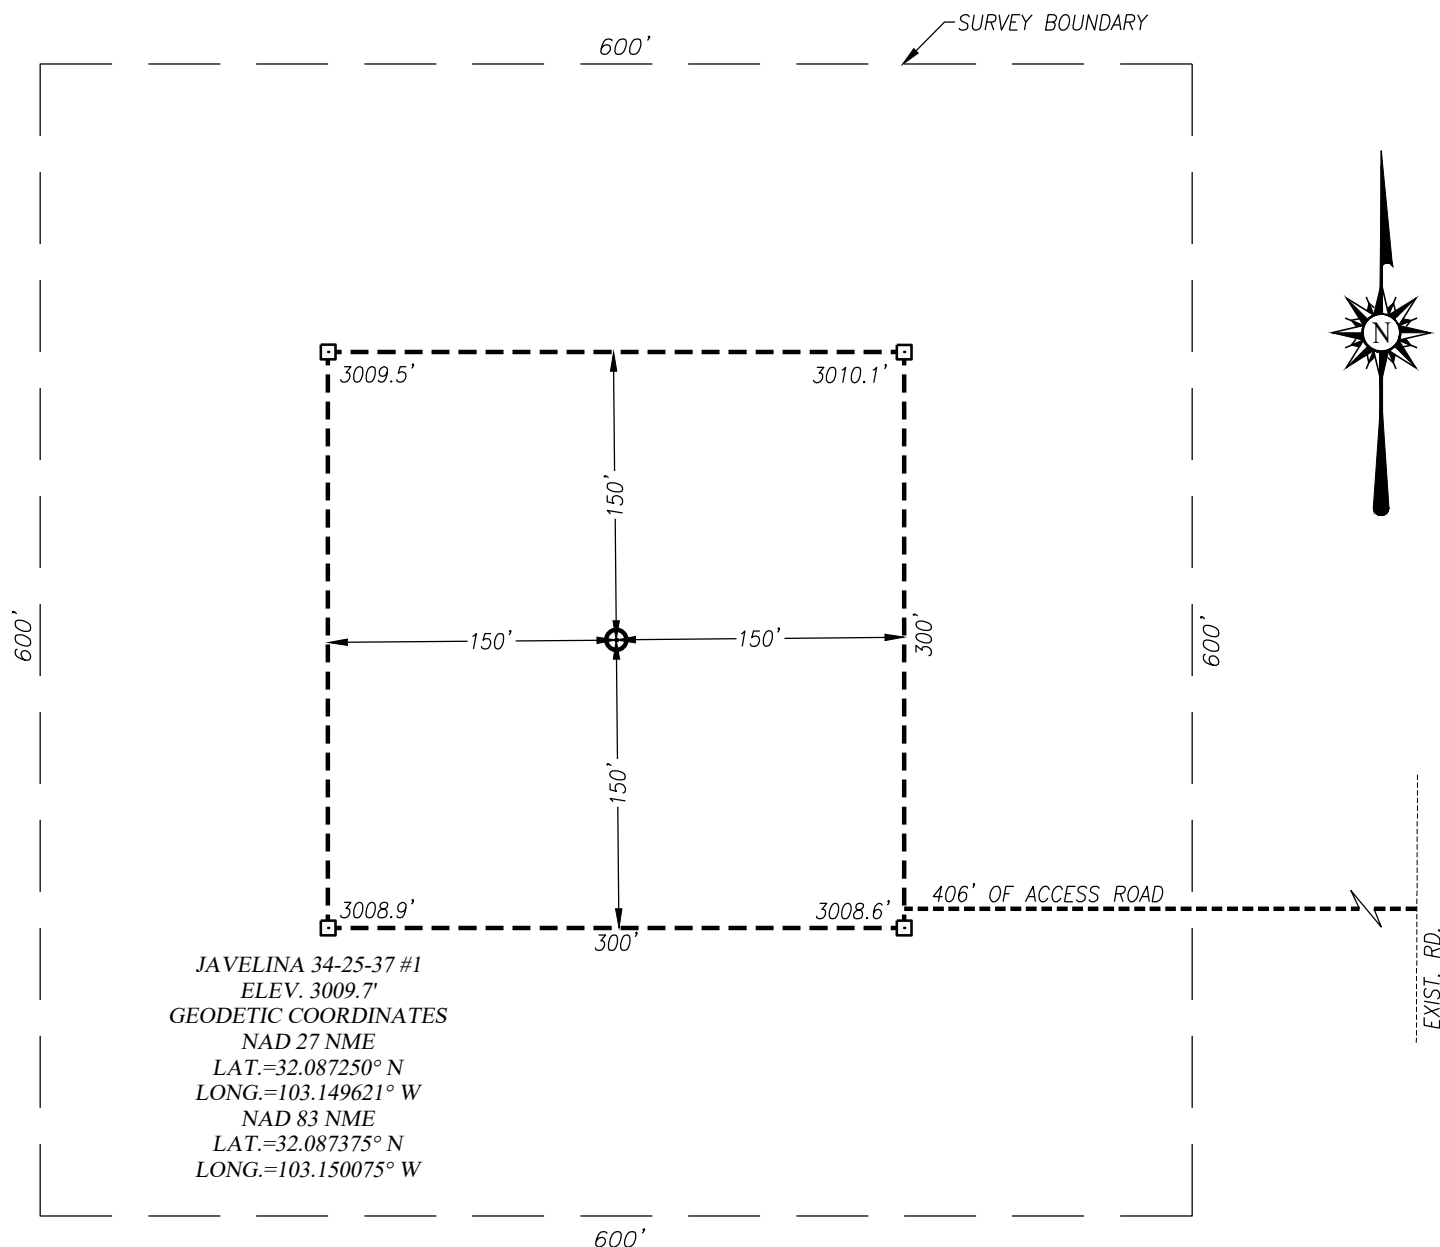 SURVEY BOUNDARY
600'
N
3009.5'
3010.1'
150'
600'
150'
150'
300'
600'
150'
406' OF ACCESS ROAD
3008.9'
3008.6'
300'
EXIST. RD.
JAVELINA 34-25-37 #1
ELEV. 3009.7'
GEODETIC COORDINATES
NAD 27 NME
LAT.=32.087250° N
LONG.=103.149621° W
NAD 83 NME
LAT.=32.087375° N
LONG.=103.150075° W
600'